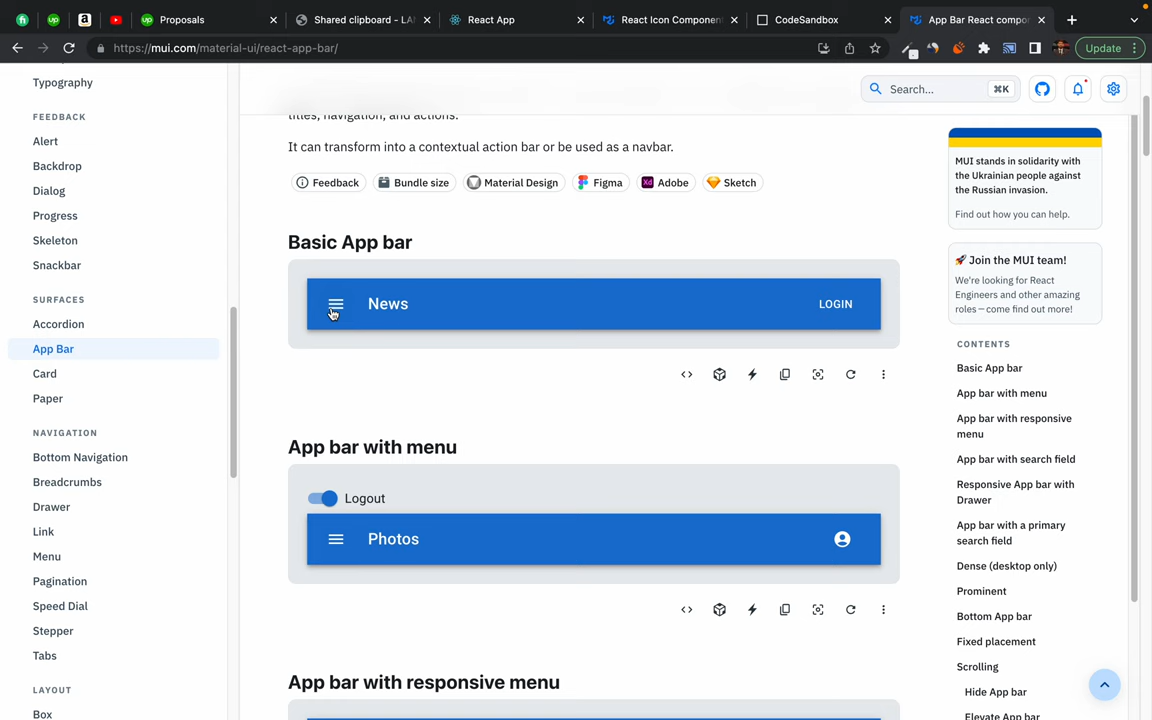 Proposals
Shared clipboard - LA
React App
React Icon Componen
CodeSandbox
App Bar React compo
https://mui.com/material-ui/react-app-bar/
Update
Typography
FEEDBACK
Alert
Backdrop
Dialog
Progress
Skeleton
Snackbar
SURFACES
Accordion
App Bar
Card
Paper
NAVIGATION
Bottom Navigation
Breadcrumbs
Drawer
Link
Menu
Pagination
Speed Dial
Stepper
Tabs
LAYOUT
Box
Search...
⌘K
titles, navigation, and actions.
It can transform into a contextual action bar or be used as a navbar.
Feedback
Bundle size
Material Design
Figma
Xd Adobe
Sketch
Basic App bar
News
LOGIN
App bar with menu
Logout
Photos
App bar with responsive menu
MUI stands in solidarity with
the Ukrainian people against
the Russian invasion.
Find out how you can help.
🚀 Join the MUI team!
We're looking for React
Engineers and other amazing
roles—come find out more!
CONTENTS
Basic App bar
App bar with menu
App bar with responsive
menu
App bar with search field
Responsive App bar with
Drawer
App bar with a primary
search field
Dense (desktop only)
Prominent
Bottom App bar
Fixed placement
Scrolling
Hide App bar
Elevate App bar